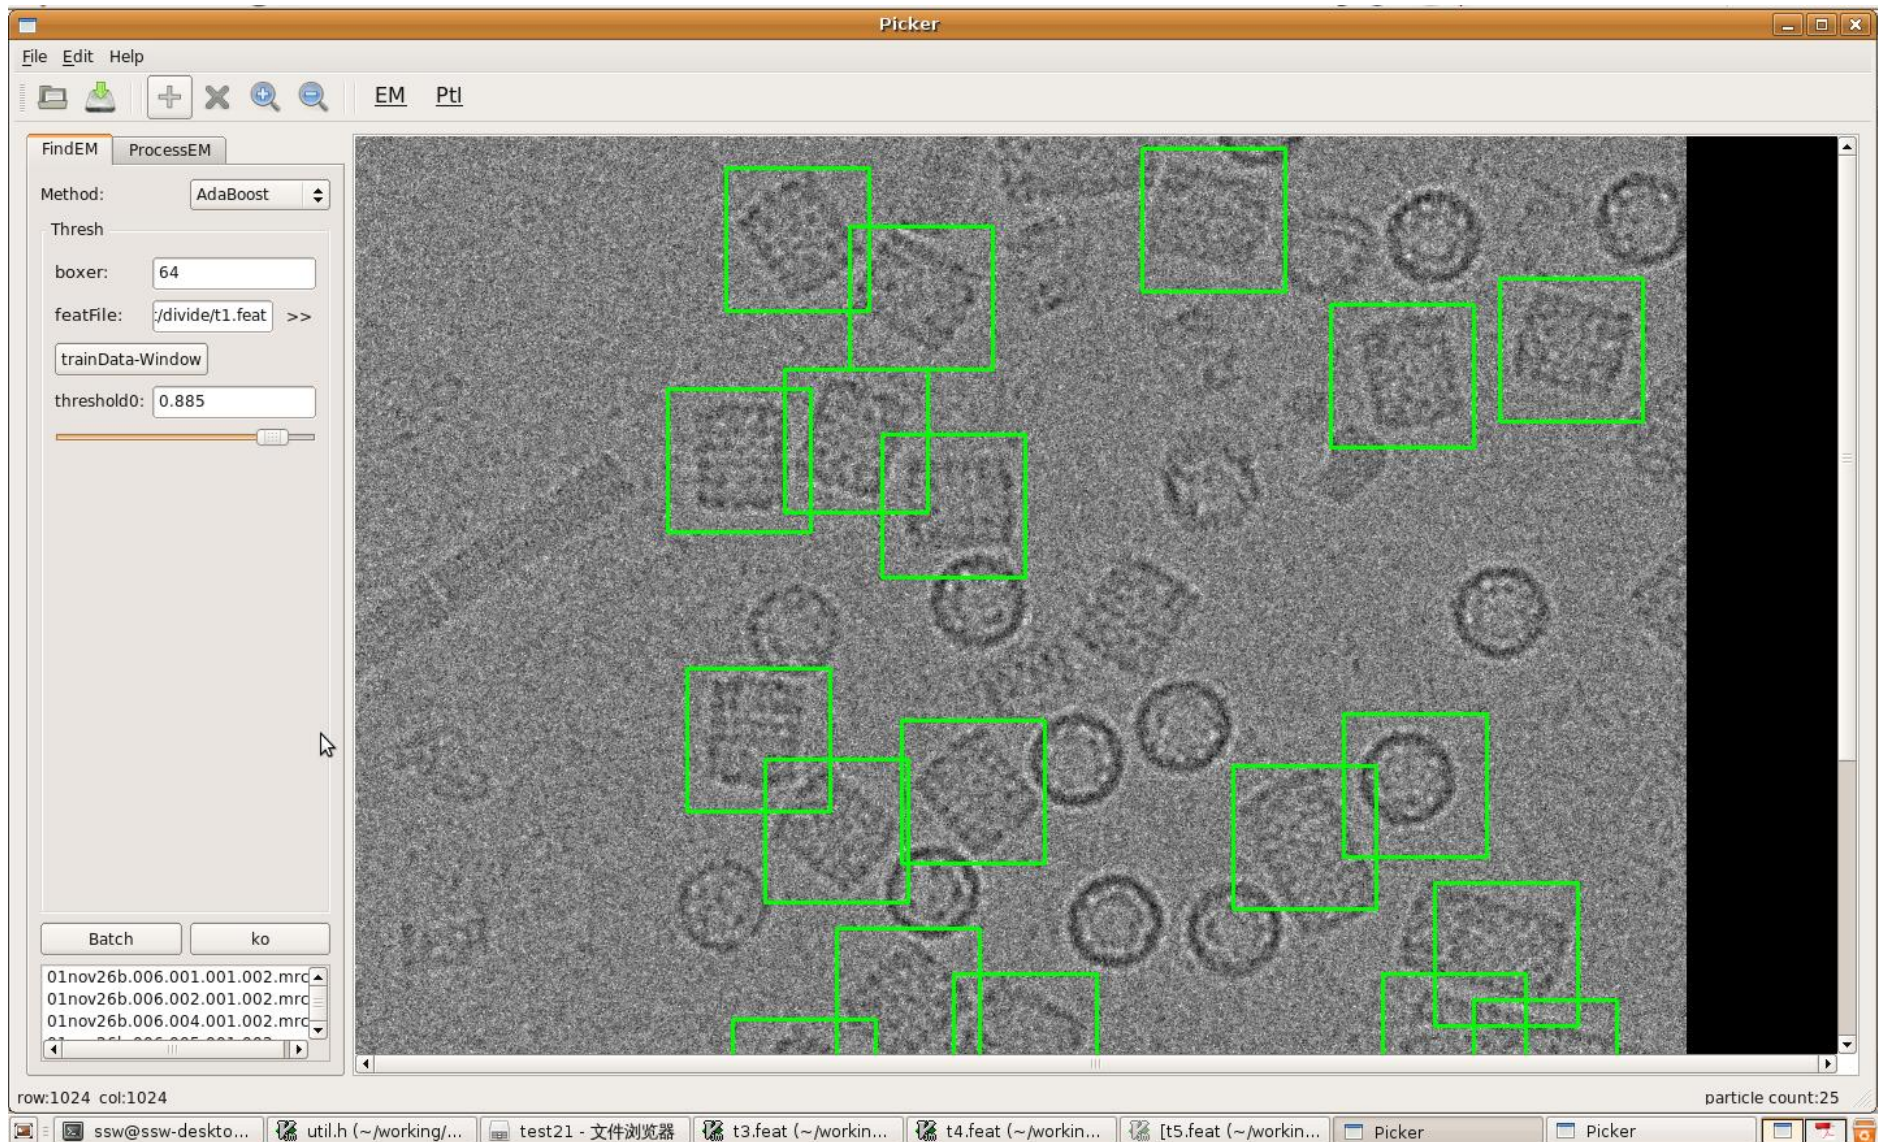 Picker
File Edit Help
EM Ptl
FindEM ProcessEM
Method: AdaBoost
Thresh
boxer: 64
featFile: :/divide/t1.feat >>
trainData-Window
threshold0: 0.885
Batch ko
01nov26b.006.001.001.002.mrc
01nov26b.006.002.001.002.mrc
01nov26b.006.004.001.002.mrc
row:1024 col:1024 particle count:25
ssw@ssw-deskto... util.h (~/working/... test21 - 文件浏览器 t3.feat (~/workin... t4.feat (~/workin... [t5.feat (~/workin... Picker Picker